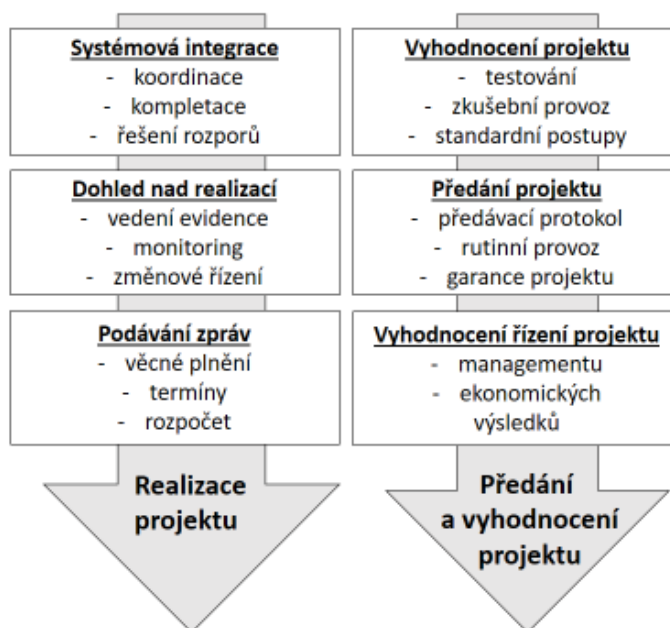 Systémová integrace
- koordinace
- kompletace
- řešení rozporů
Dohled nad realizací
- vedení evidence
- monitoring
- změnové řízení
Podávání zpráv
- věcné plnění
- termíny
- rozpočet
Realizace
projektu
Vyhodnocení projektu
- testování
- zkušební provoz
- standardní postupy
Předání projektu
- předávací protokol
- rutinní provoz
- garance projektu
Vyhodnocení řízení projektu
- managementu
- ekonomických
výsledků
Předání
a vyhodnocení
projektu